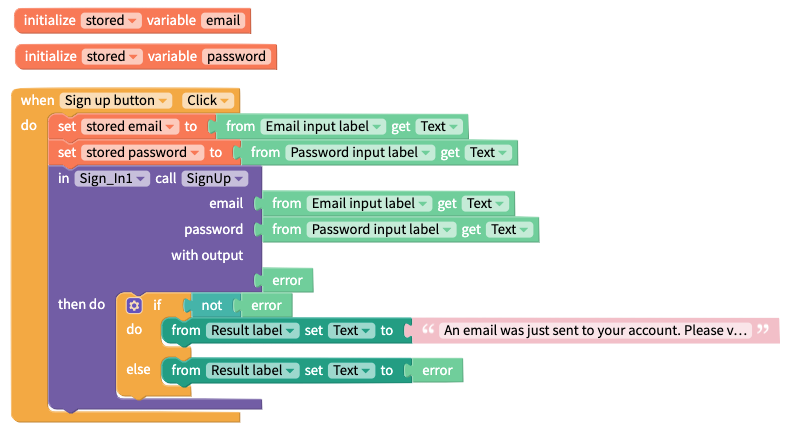 initialize stored variable email
initialize stored variable password
when Sign up button Click
do set stored email to from Email input label get Text
set stored password to from Password input label get Text
in Sign_In1 call SignUp
email from Email input label get Text
password from Password input label get Text
with output
error
then do if not error
do from Result label set Text to “ An email was just sent to your account. Please v... ”
else from Result label set Text to error